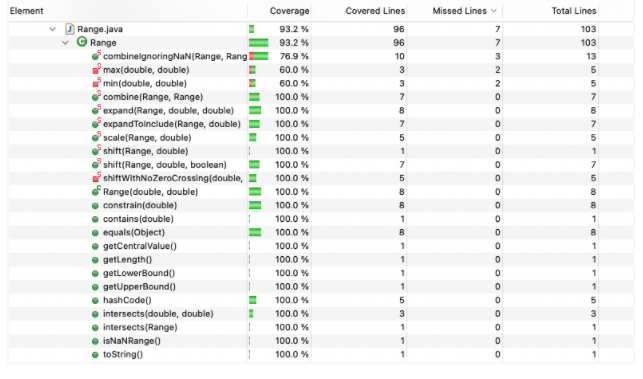 Element Coverage Covered Lines Missed Lines Total Lines
Range.java 93.2 % 96 7 103
Range 93.2 % 96 7 103
combineIgnoringNaN(Range, Rang 76.9 % 10 3 13
max(double, double) 60.0 % 3 2 5
min(double, double) 60.0 % 3 2 5
combine(Range, Range) 100.0 % 7 0 7
expand(Range, double, double) 100.0 % 8 0 8
expandToInclude(Range, double) 100.0 % 7 0 7
scale(Range, double) 100.0 % 5 0 5
shift(Range, double) 100.0 % 1 0 1
shift(Range, double, boolean) 100.0 % 7 0 7
shiftWithNoZeroCrossing(double, 100.0 % 5 0 5
Range(double, double) 100.0 % 8 0 8
constrain(double) 100.0 % 8 0 8
contains(double) 100.0 % 1 0 1
equals(Object) 100.0 % 8 0 8
getCentralValue() 100.0 % 1 0 1
getLength() 100.0 % 1 0 1
getLowerBound() 100.0 % 1 0 1
getUpperBound() 100.0 % 1 0 1
hashCode() 100.0 % 5 0 5
intersects(double, double) 100.0 % 3 0 3
intersects(Range) 100.0 % 1 0 1
isNaNRange() 100.0 % 1 0 1
toString() 100.0 % 1 0 1